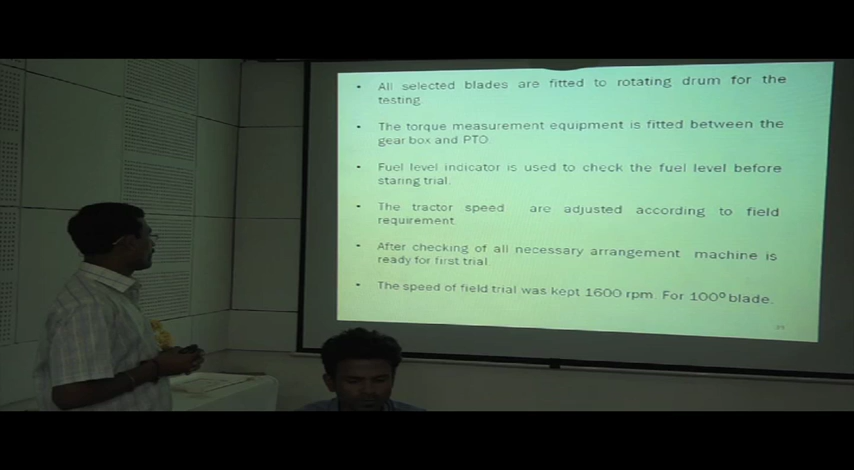 • All selected blades are fitted to rotating drum for the
testing
• The torque measurement equipment is fitted between the
gear box and PTO.
• Fuel level indicator is used to check the fuel level before
staring trial.
• The tractor speed are adjusted according to field
requirement
• After checking of all necessary arrangement machine is
ready for first trial
• The speed of field trial was kept 1600 rpm. For 100º blade.